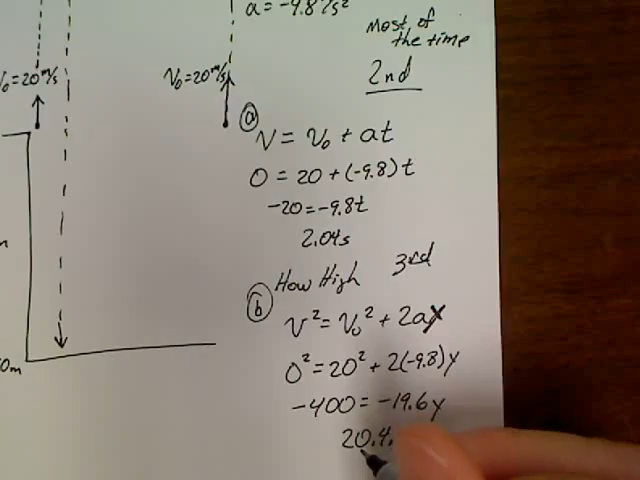 a = -9.8 /s²
most of
the time
V₀ = 20 m/s
V₀ = 20 m/s
2nd
(a)
V = V₀ + at
0 = 20 + (-9.8)t
-20 = -9.8t
2.04s
How High 3rd
(b)
V² = V₀² + 2ay
0² = 20² + 2(-9.8)y
0m
-400 = -19.6y
20.4